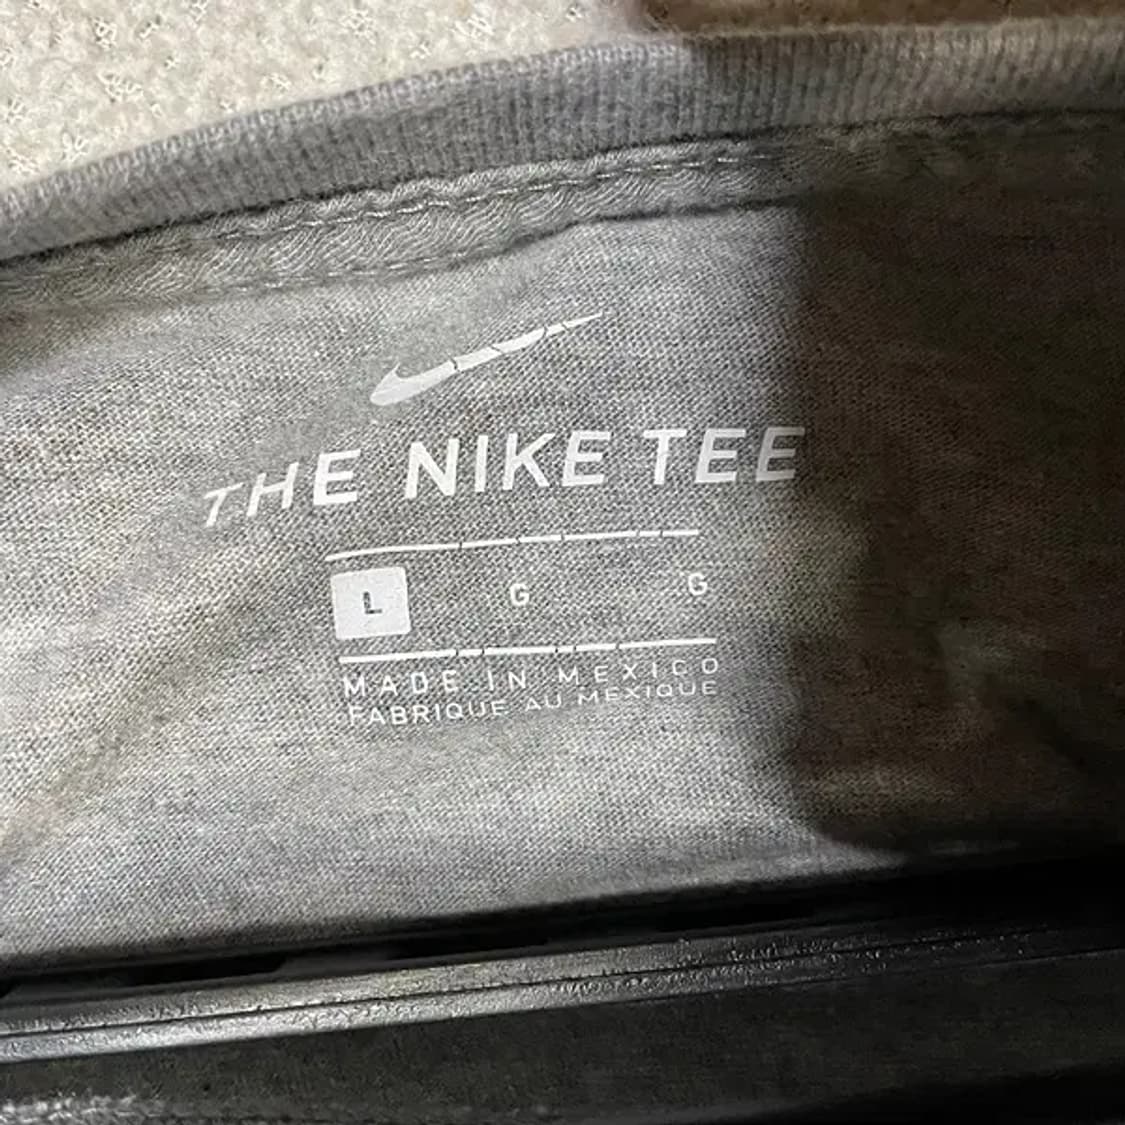 THE NIKE TEE
L G G
MADE IN MEXICO
FABRIQUE AU MEXIQUE